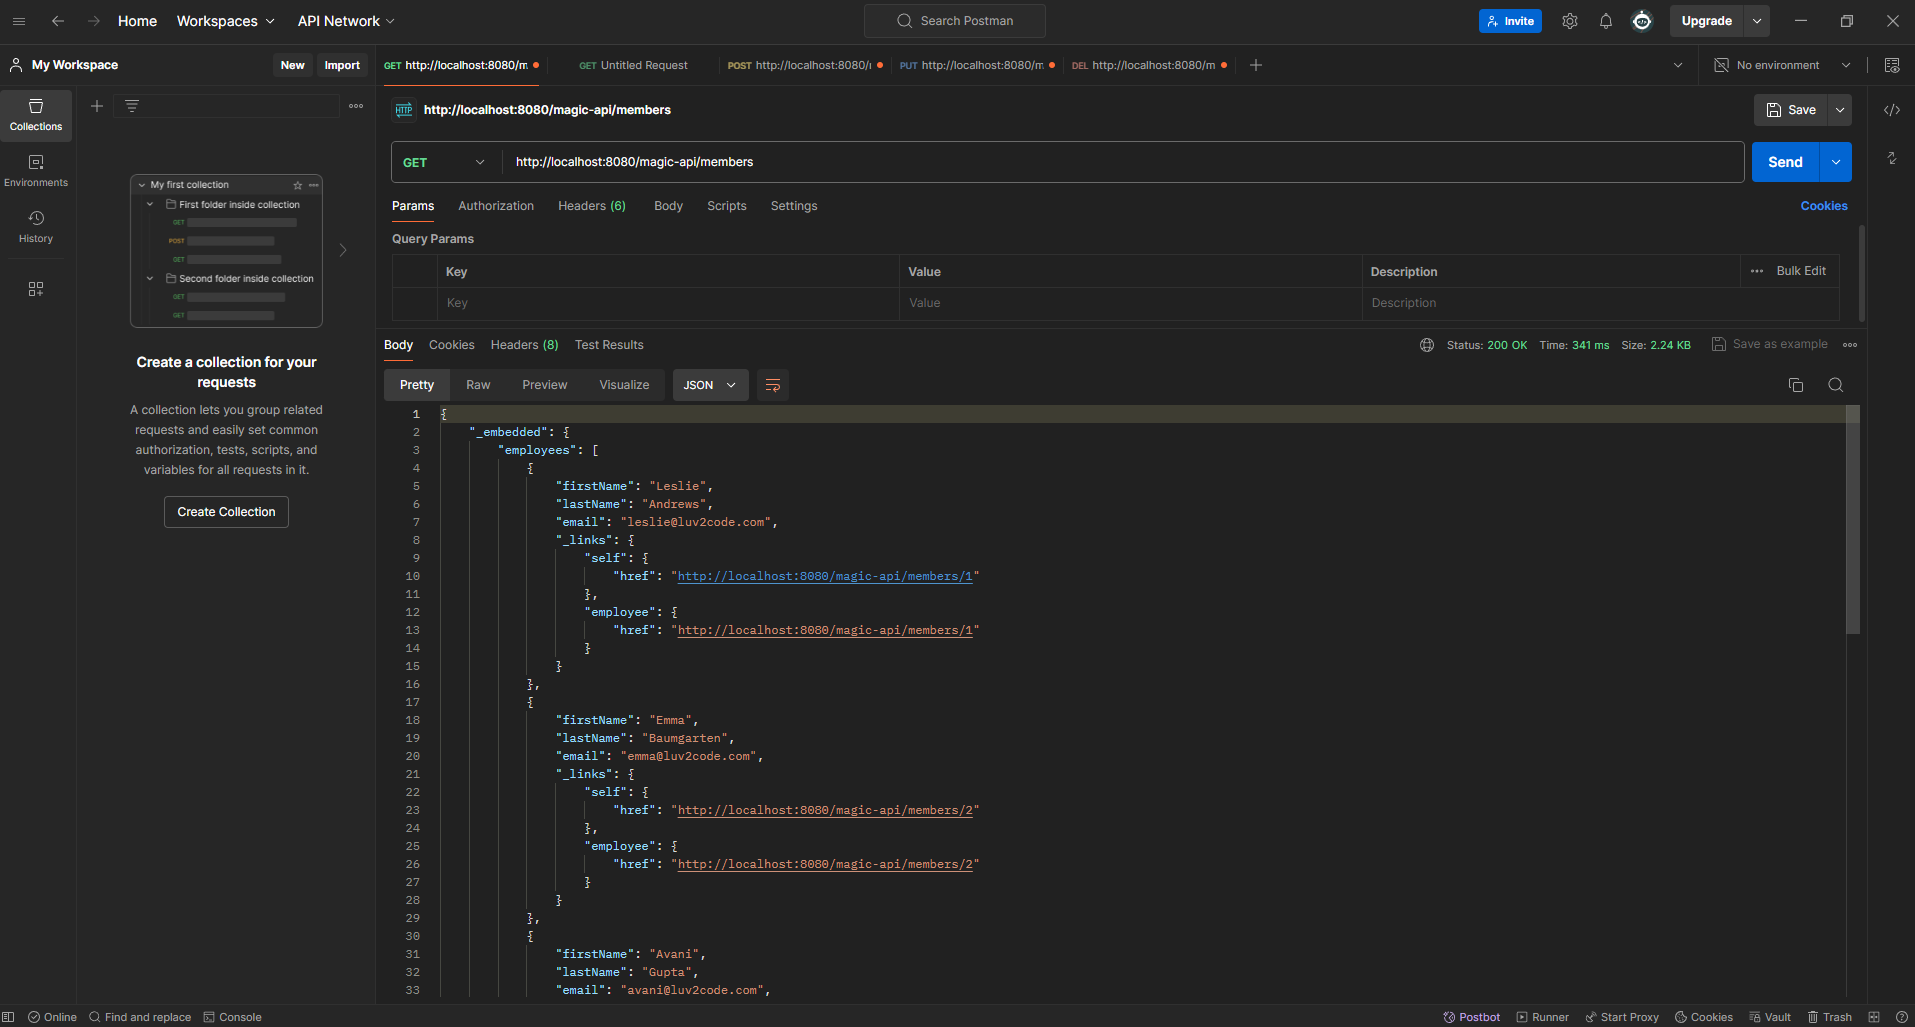 Home Workspaces API Network Search Postman Invite Upgrade
My Workspace New Import GET http://localhost:8080/m GET Untitled Request POST http://localhost:8080/ PUT http://localhost:8080/m DEL http://localhost:8080/m No environment
Collections
Environments
History
My first collection
First folder inside collection
GET
POST
GET
Second folder inside collection
GET
GET
Create a collection for your
requests
A collection lets you group related
requests and easily set common
authorization, tests, scripts, and
variables for all requests in it.
Create Collection
HTTP http://localhost:8080/magic-api/members Save
GET http://localhost:8080/magic-api/members Send
Params Authorization Headers (6) Body Scripts Settings Cookies
Query Params
Key Value Description Bulk Edit
Key Value Description
Body Cookies Headers (8) Test Results Status: 200 OK Time: 341 ms Size: 2.24 KB Save as example
Pretty Raw Preview Visualize JSON
1 {
2 "_embedded": {
3 "employees": [
4 {
5 "firstName": "Leslie",
6 "lastName": "Andrews",
7 "email": "leslie@luv2code.com",
8 "_links": {
9 "self": {
10 "href": "http://localhost:8080/magic-api/members/1"
11 },
12 "employee": {
13 "href": "http://localhost:8080/magic-api/members/1"
14 }
15 }
16 },
17 {
18 "firstName": "Emma",
19 "lastName": "Baumgarten",
20 "email": "emma@luv2code.com",
21 "_links": {
22 "self": {
23 "href": "http://localhost:8080/magic-api/members/2"
24 },
25 "employee": {
26 "href": "http://localhost:8080/magic-api/members/2"
27 }
28 }
29 },
30 {
31 "firstName": "Avani",
32 "lastName": "Gupta",
33 "email": "avani@luv2code.com",
Online Find and replace Console Postbot Runner Start Proxy Cookies Vault Trash